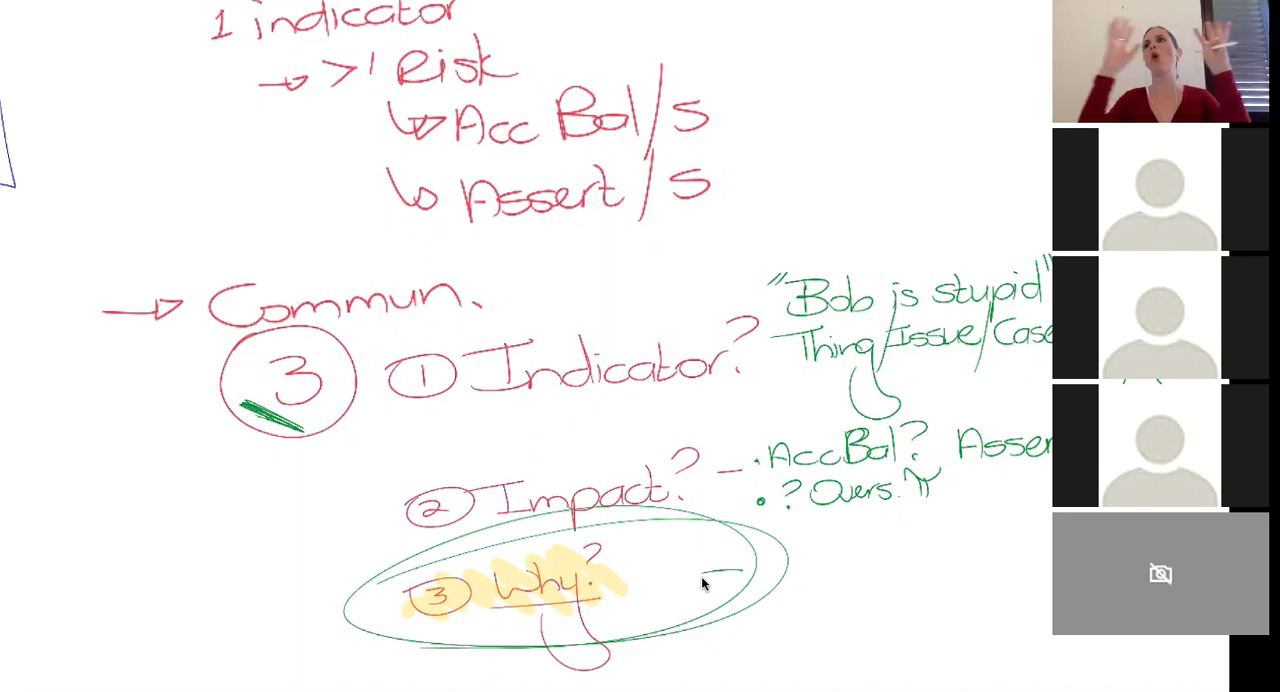 1 indicator
→ >1 Risk
↳ Acc Bal/s
↳ Assert/s
→ Commun.
"Bob is stupid"
Thing/Issue/Case
3 ① Indicator?
• Acc Bal? Asser
② Impact? –
• ? Overs. ↑
③ Why? –